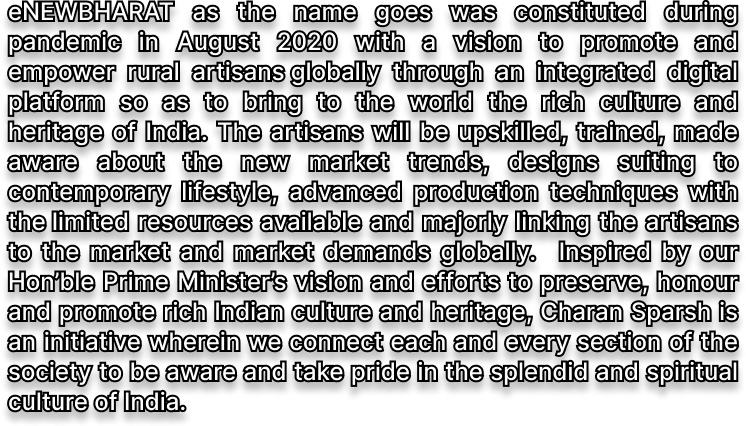 eNEWBHARAT as the name goes was constituted during
pandemic in August 2020 with a vision to promote and
empower rural artisans globally through an integrated digital
platform so as to bring to the world the rich culture and
heritage of India. The artisans will be upskilled, trained, made
aware about the new market trends, designs suiting to
contemporary lifestyle, advanced production techniques with
the limited resources available and majorly linking the artisans
to the market and market demands globally.  Inspired by our
Hon’ble Prime Minister’s vision and efforts to preserve, honour
and promote rich Indian culture and heritage, Charan Sparsh is
an initiative wherein we connect each and every section of the
society to be aware and take pride in the splendid and spiritual
culture of India.